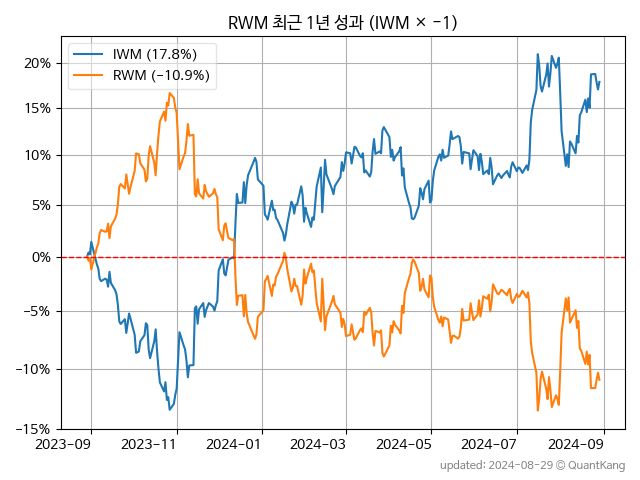 RWM 최근 1년 성과 (IWM × −1)
IWM (17.8%)
RWM (−10.9%)
20%
15%
10%
5%
0%
−5%
−10%
−15%
2023-09 2023-11 2024-01 2024-03 2024-05 2024-07 2024-09
updated: 2024-08-29 © QuantKang